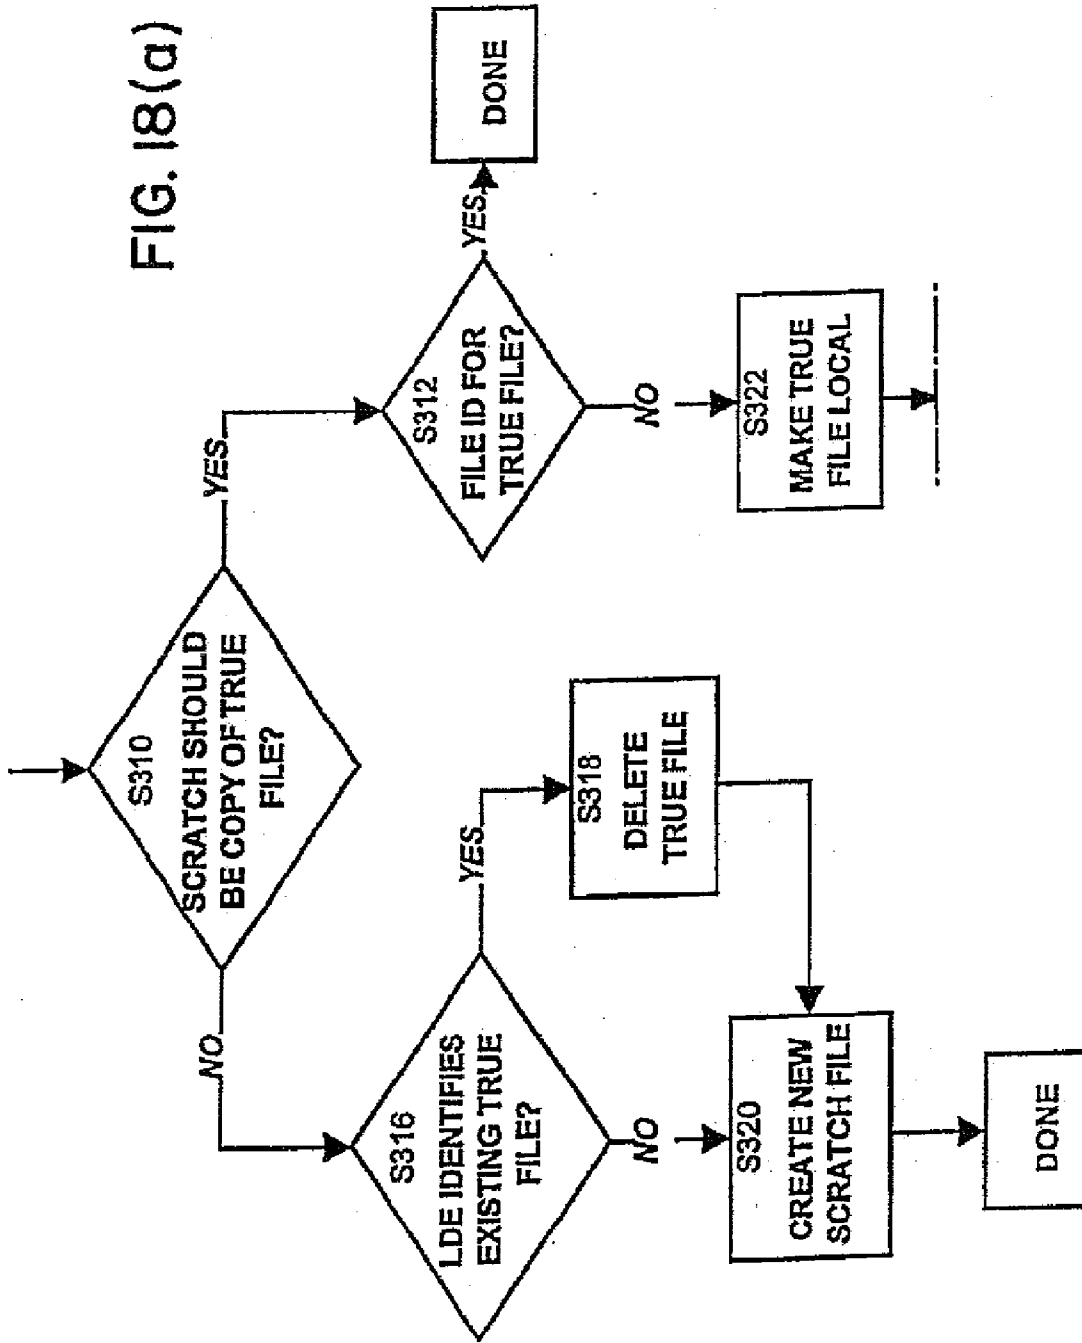 FIG. 18(a)
S310
SCRATCH SHOULD
BE COPY OF TRUE
FILE?
NO
YES
S316
LDE IDENTIFIES
EXISTING TRUE
FILE?
YES
NO
S318
DELETE
TRUE FILE
S320
CREATE NEW
SCRATCH FILE
DONE
S312
FILE ID FOR
TRUE FILE?
YES
DONE
NO
S322
MAKE TRUE
FILE LOCAL